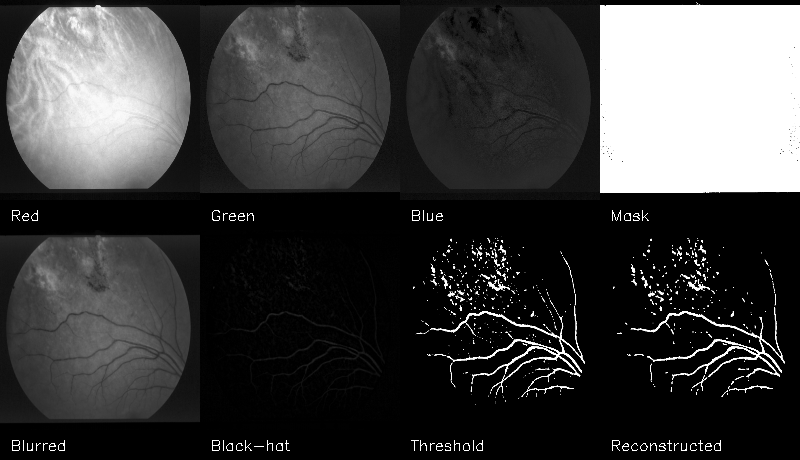 Red
Green
Blue
Mask
Blurred
Black-hat
Threshold
Reconstructed